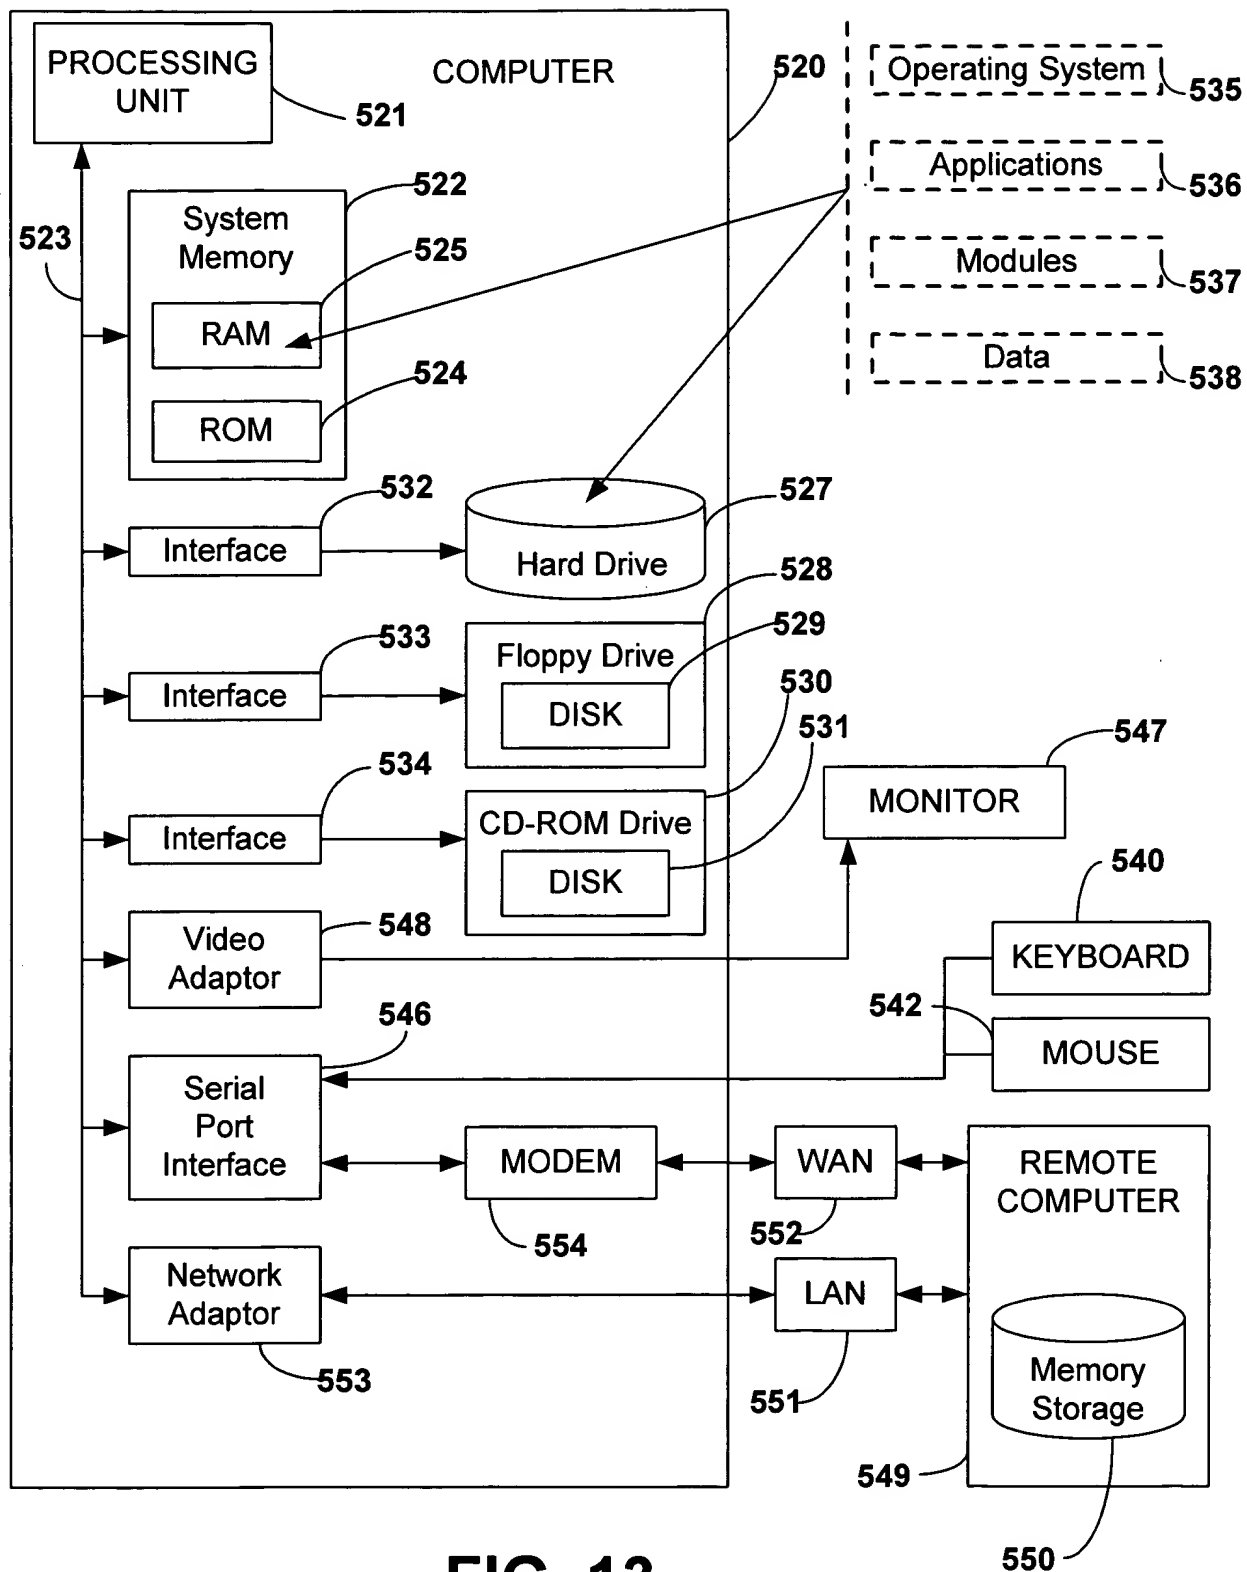 PROCESSING
UNIT
521
COMPUTER
520
Operating System
535
Applications
536
Modules
537
Data
538
523
System
Memory
522
RAM
525
ROM
524
Interface
532
Hard Drive
527
Interface
533
Floppy Drive
528
DISK
529
Interface
534
CD-ROM Drive
530
DISK
531
MONITOR
547
Video
Adaptor
548
KEYBOARD
540
MOUSE
542
Serial
Port
Interface
546
MODEM
554
WAN
552
REMOTE
COMPUTER
549
Network
Adaptor
553
LAN
551
Memory
Storage
550